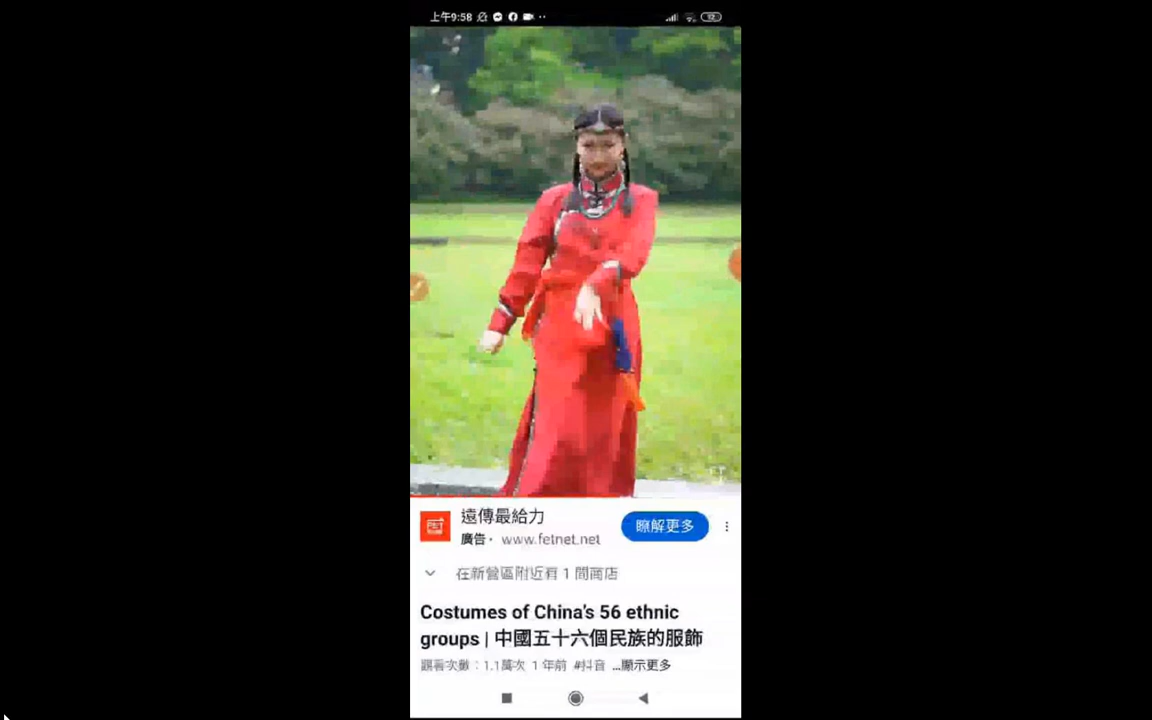 上午9:58
遠傳最給力
瞭解更多
廣告 · www.fetnet.net
在新營區附近有 1 間商店
Costumes of China's 56 ethnic
groups | 中國五十六個民族的服飾
觀看次數：1.1萬次 1 年前 #抖音 ...顯示更多